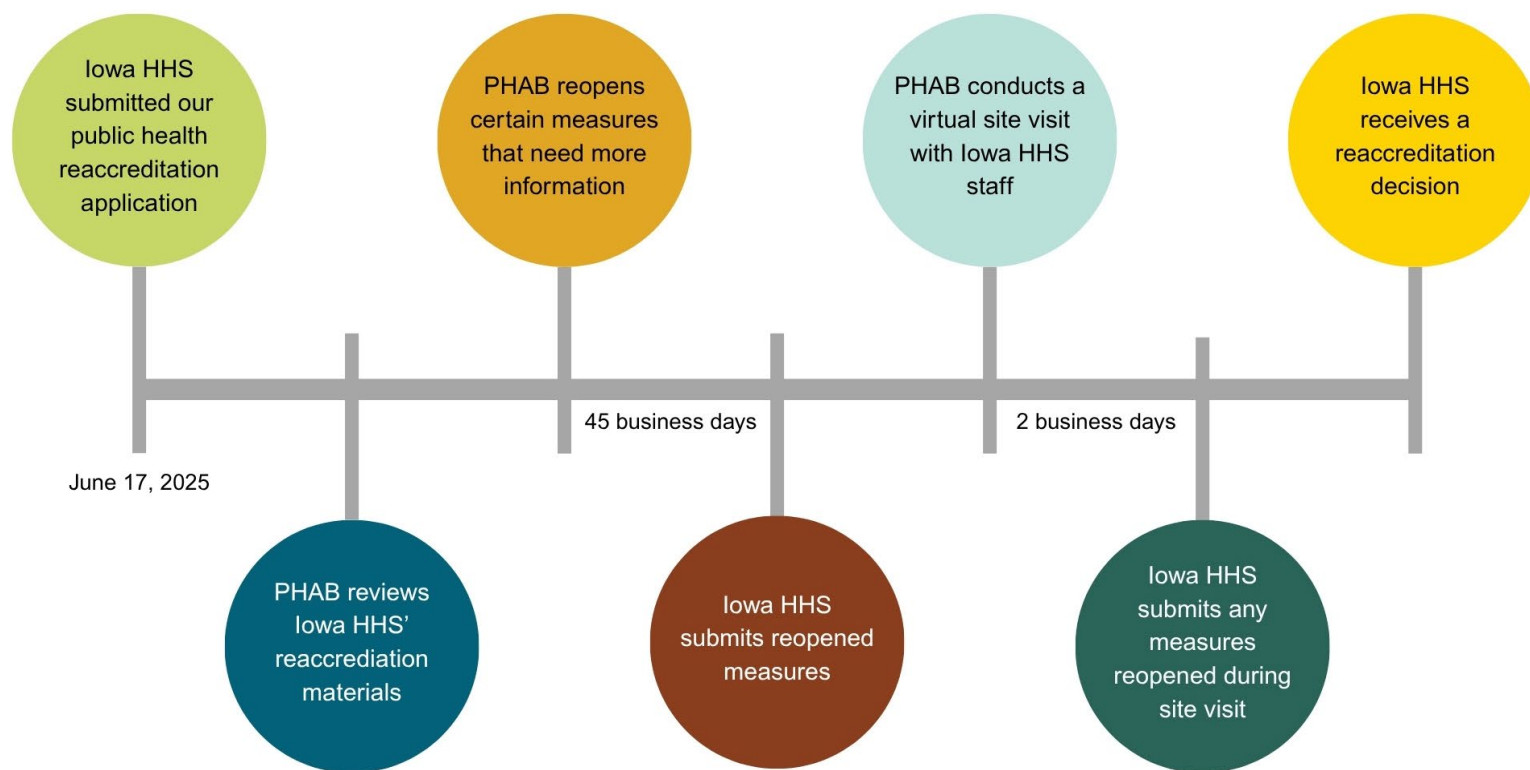 Iowa HHS
submitted our
public health
reaccreditation
application
June 17, 2025
PHAB reviews
Iowa HHS’
reaccrediation
materials
PHAB reopens
certain measures
that need more
information
45 business days
Iowa HHS
submits reopened
measures
PHAB conducts a
virtual site visit
with Iowa HHS
staff
2 business days
Iowa HHS
submits any
measures
reopened during
site visit
Iowa HHS
receives a
reaccreditation
decision